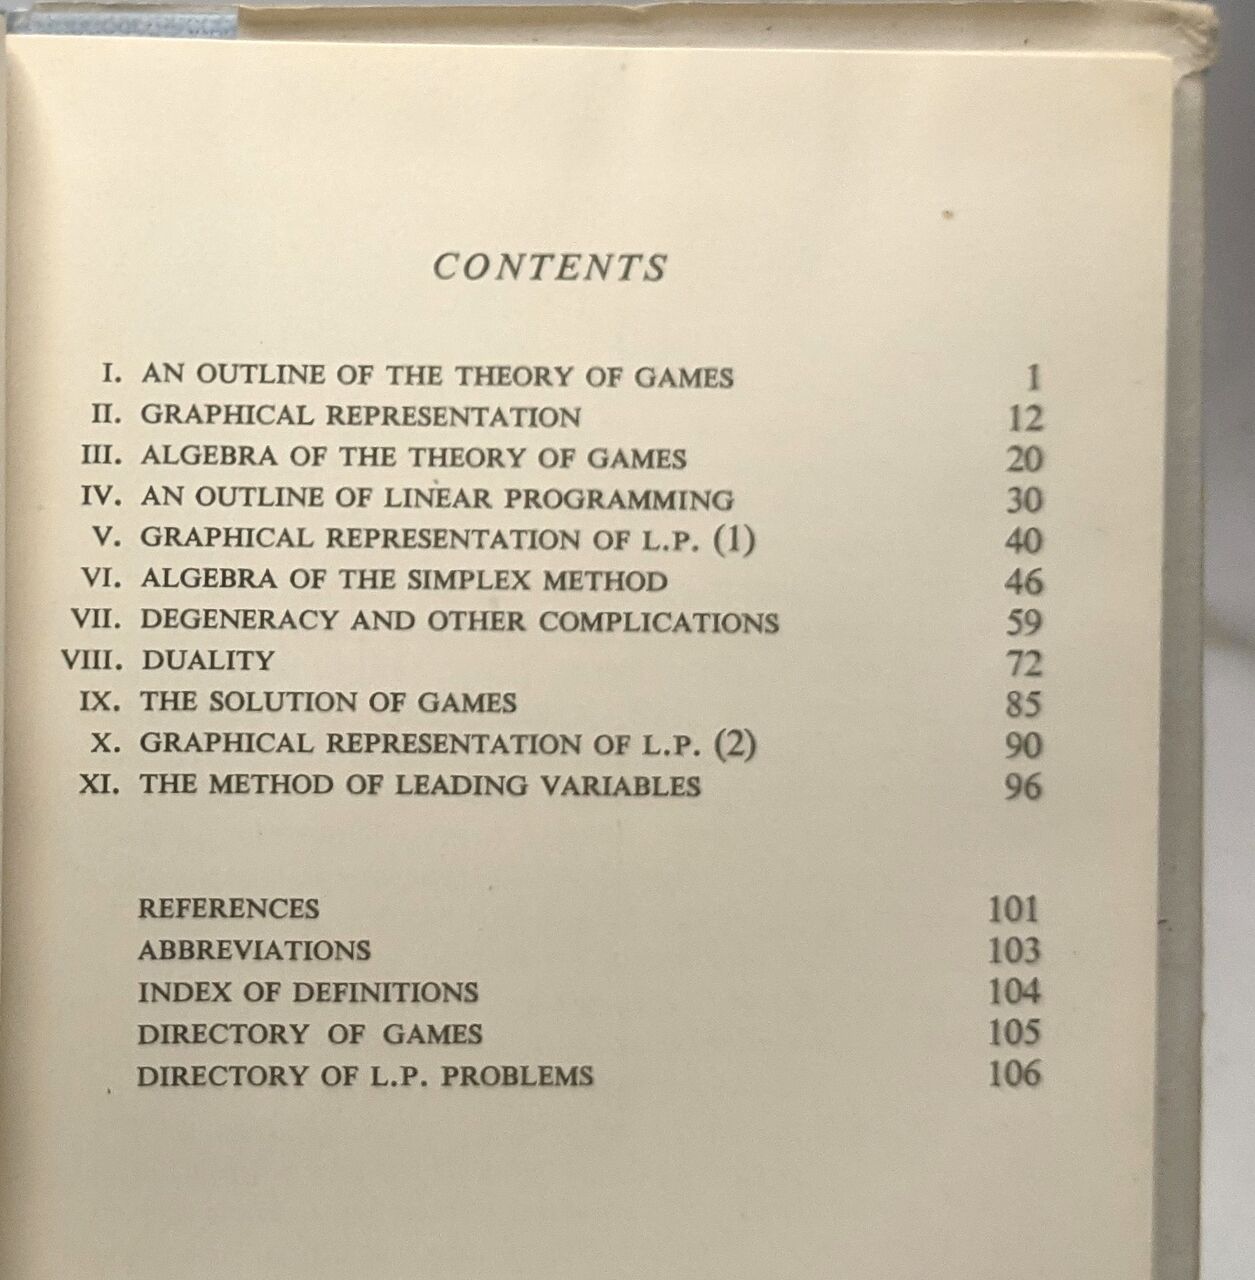 CONTENTS
I. AN OUTLINE OF THE THEORY OF GAMES 1
II. GRAPHICAL REPRESENTATION 12
III. ALGEBRA OF THE THEORY OF GAMES 20
IV. AN OUTLINE OF LINEAR PROGRAMMING 30
V. GRAPHICAL REPRESENTATION OF L.P. (1) 40
VI. ALGEBRA OF THE SIMPLEX METHOD 46
VII. DEGENERACY AND OTHER COMPLICATIONS 59
VIII. DUALITY 72
IX. THE SOLUTION OF GAMES 85
X. GRAPHICAL REPRESENTATION OF L.P. (2) 90
XI. THE METHOD OF LEADING VARIABLES 96
REFERENCES 101
ABBREVIATIONS 103
INDEX OF DEFINITIONS 104
DIRECTORY OF GAMES 105
DIRECTORY OF L.P. PROBLEMS 106